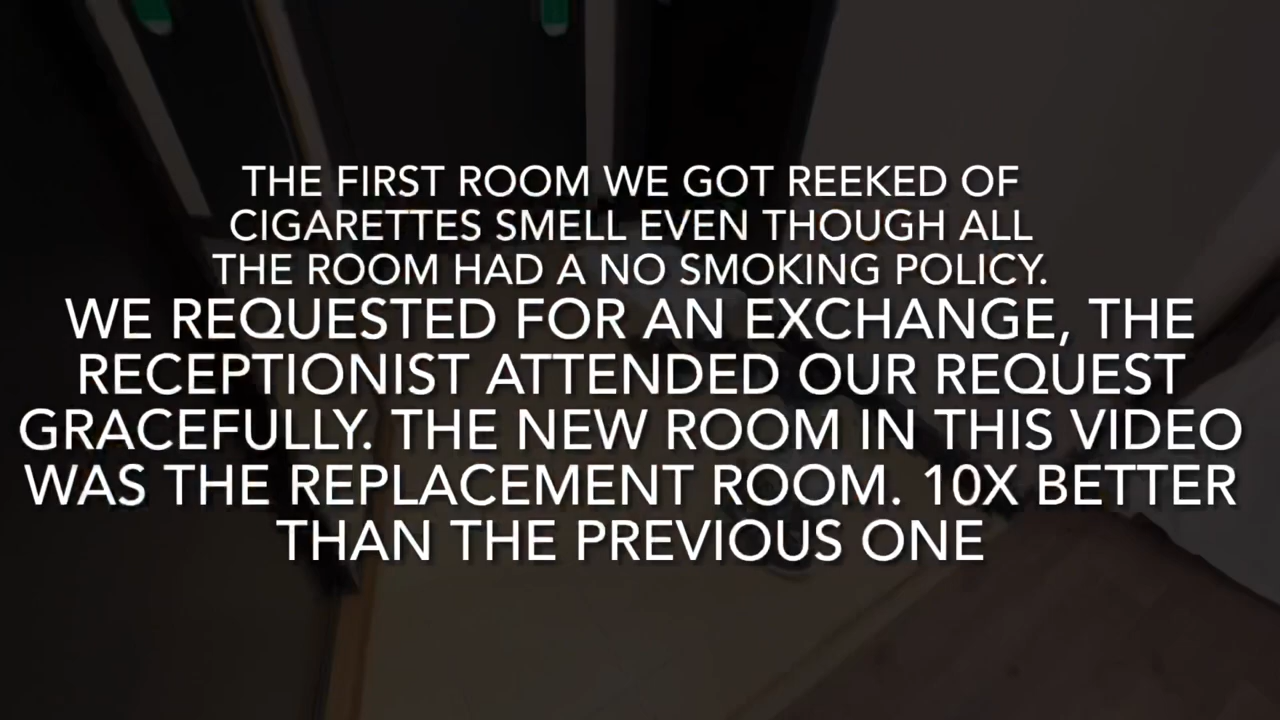 THE FIRST ROOM WE GOT REEKED OF
CIGARETTES SMELL EVEN THOUGH ALL
THE ROOM HAD A NO SMOKING POLICY.
WE REQUESTED FOR AN EXCHANGE, THE
RECEPTIONIST ATTENDED OUR REQUEST
GRACEFULLY. THE NEW ROOM IN THIS VIDEO
WAS THE REPLACEMENT ROOM. 10X BETTER
THAN THE PREVIOUS ONE